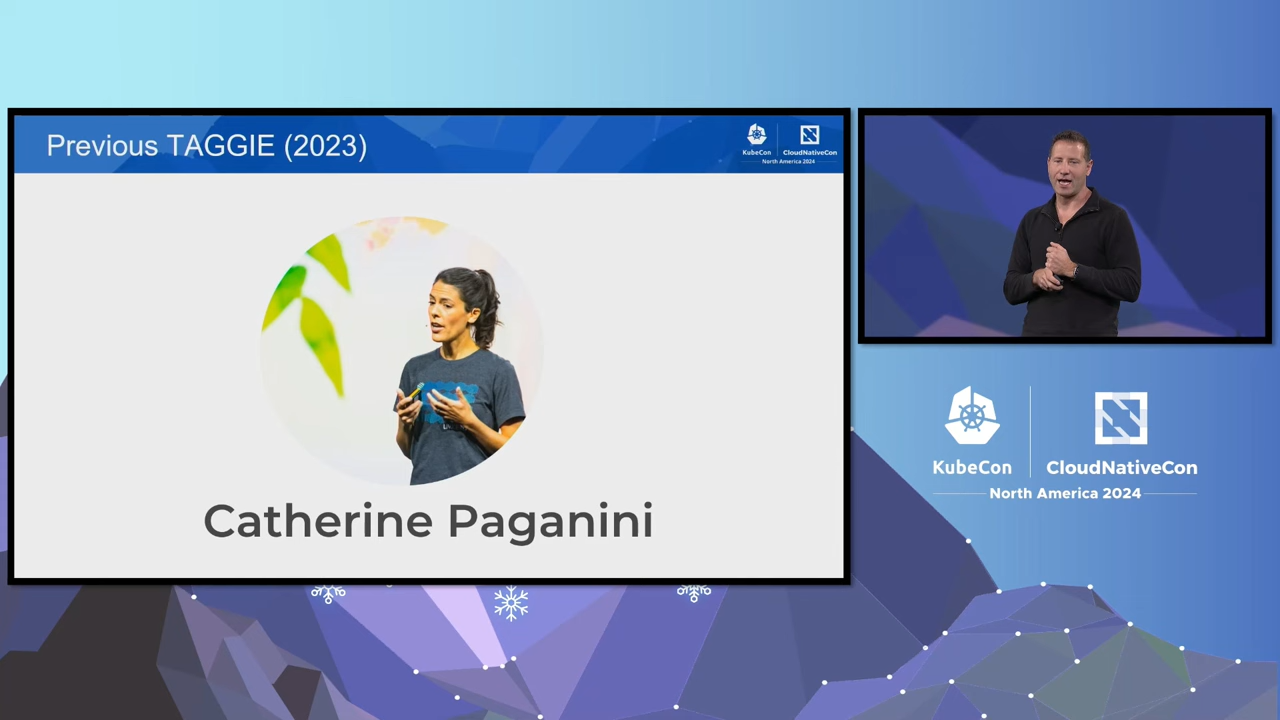 Previous TAGGIE (2023)
KubeCon
CloudNativeCon
North America 2024
Catherine Paganini
KubeCon
CloudNativeCon
North America 2024